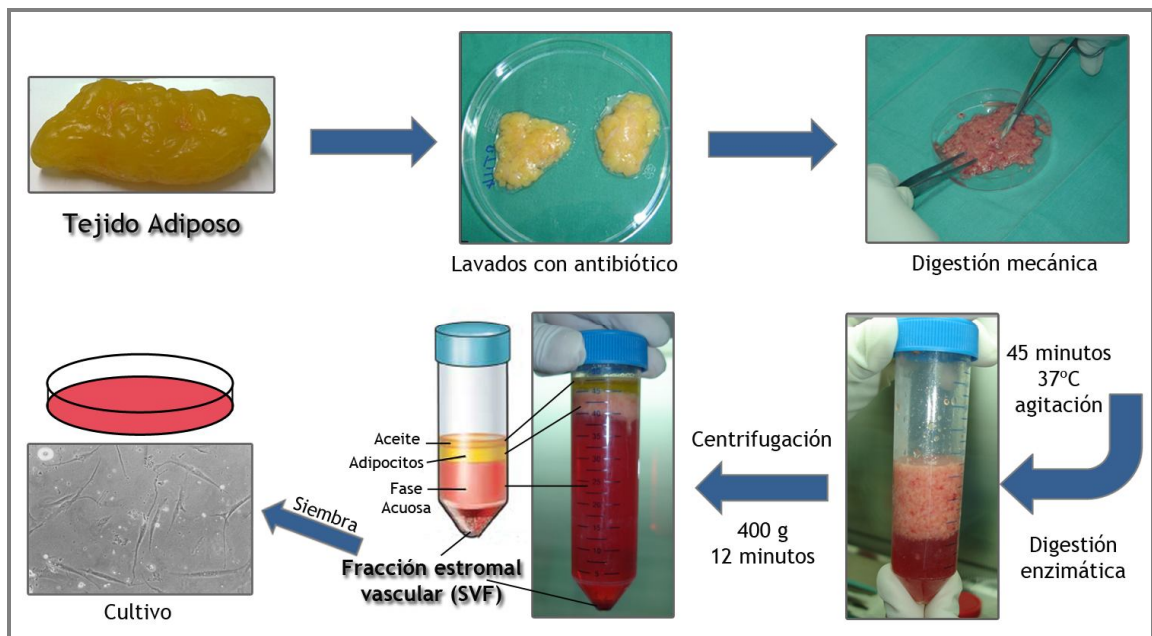 Tejido Adiposo
Lavados con antibiótico
Digestión mecánica
45 minutos
37ºC
agitación
Digestión
enzimática
Centrifugación
400 g
12 minutos
Aceite
Adipocitos
Fase
Acuosa
Fracción estromal
vascular (SVF)
Siembra
Cultivo